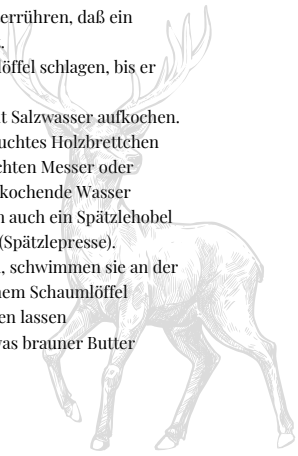 errühren, daß ein
löffel schlagen, bis er
t Salzwasser aufkochen.
uchtes Holzbrettchen
chten Messer oder
kochende Wasser
n auch ein Spätzlehobel
(Spätzlepresse).
, schwimmen sie an der
nem Schaumlöffel
en lassen
vas brauner Butter